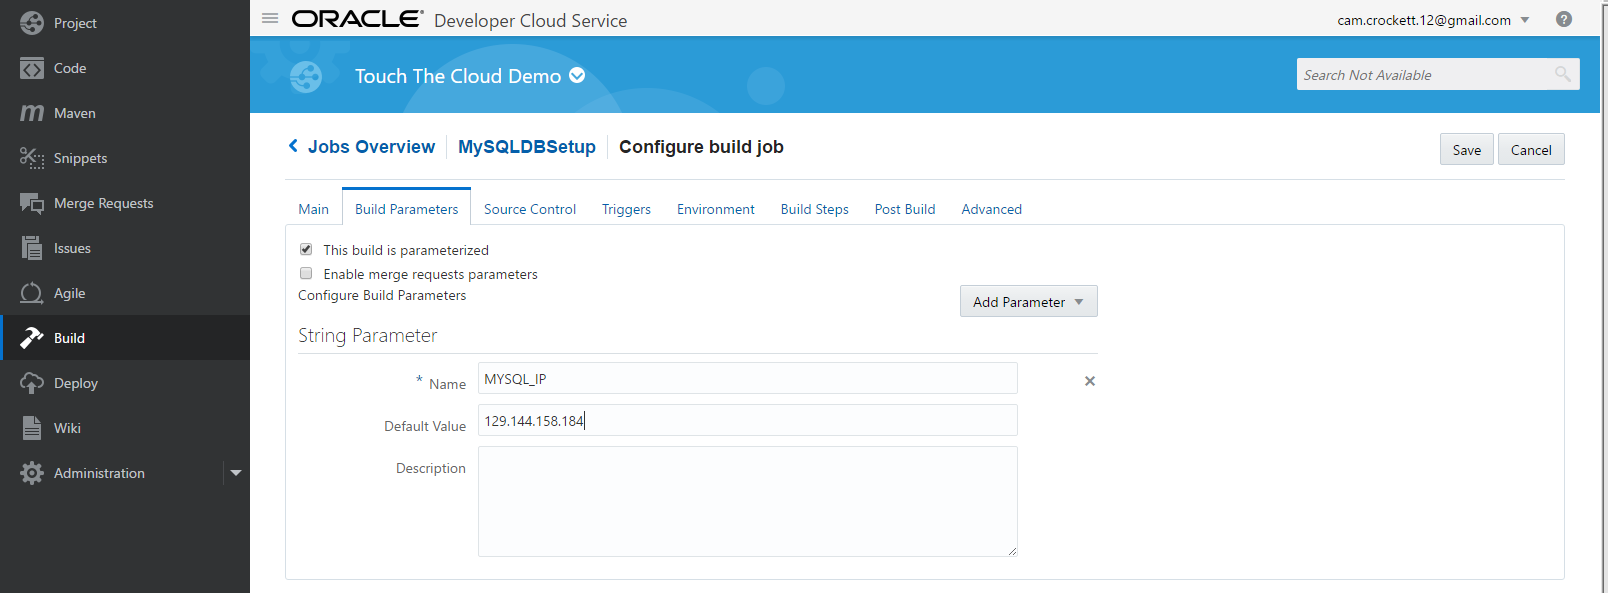 Project
Code
Maven
Snippets
Merge Requests
Issues
Agile
Build
Deploy
Wiki
Administration
ORACLE® Developer Cloud Service
cam.crockett.12@gmail.com
?
Touch The Cloud Demo
Search Not Available
Jobs Overview MySQLDBSetup Configure build job
Save Cancel
Main Build Parameters Source Control Triggers Environment Build Steps Post Build Advanced
This build is parameterized
Enable merge requests parameters
Configure Build Parameters
Add Parameter
String Parameter
* Name MYSQL_IP
Default Value 129.144.158.184
Description